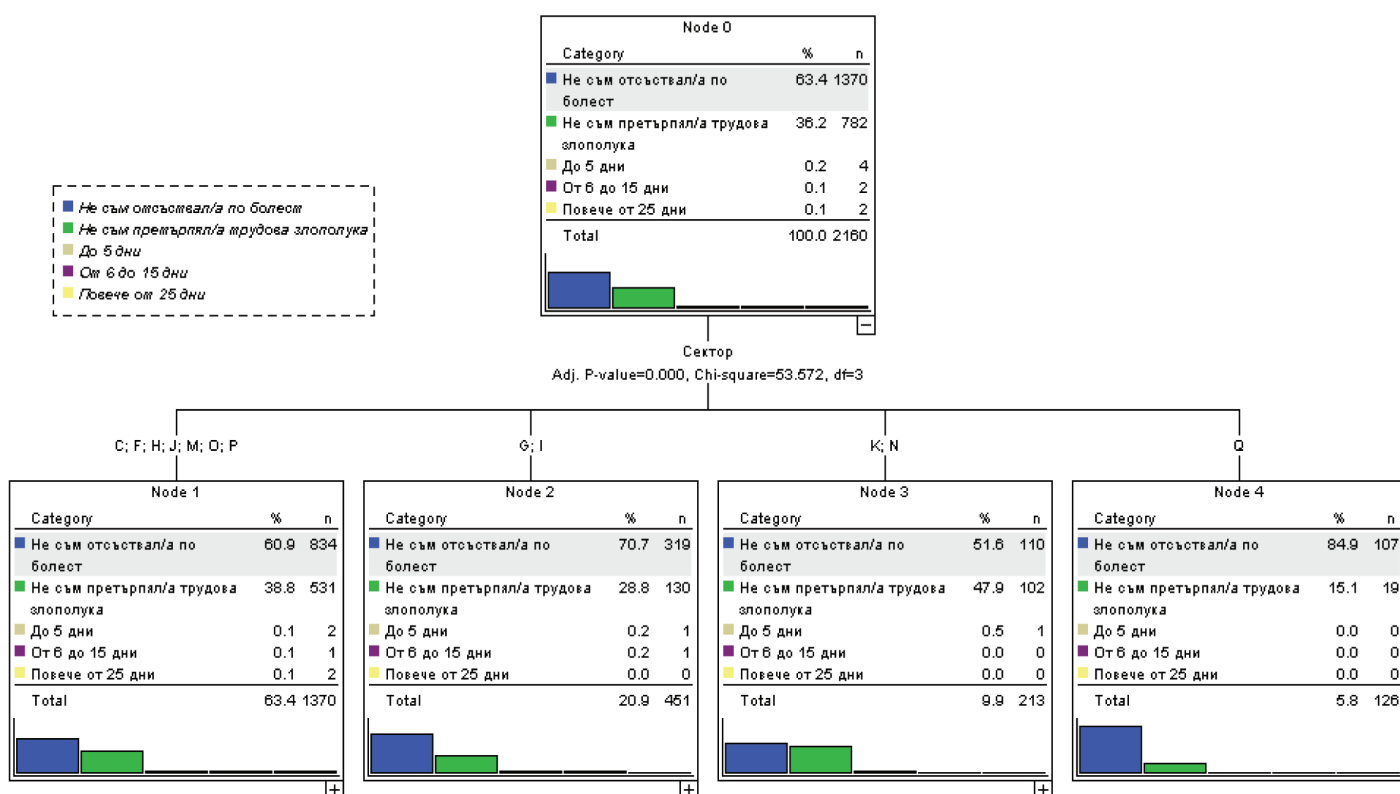 Node 0
Category % n
Не съм отсъствал/а по 63.4 1370
болест
Не съм претърпял/а трудова 36.2 782
злополука
До 5 дни 0.2 4
От 6 до 15 дни 0.1 2
Повече от 25 дни 0.1 2
Total 100.0 2160
Не съм отсъствал/а по болест
Не съм претърпял/а трудова злополука
До 5 дни
От 6 до 15 дни
Повече от 25 дни
Сектор
Adj. P-value=0.000, Chi-square=53.572, df=3
C; F; H; J; M; O; P
Node 1
Category % n
Не съм отсъствал/а по 60.9 834
болест
Не съм претърпял/а трудова 38.8 531
злополука
До 5 дни 0.1 2
От 6 до 15 дни 0.1 1
Повече от 25 дни 0.1 2
Total 63.4 1370
G; I
Node 2
Category % n
Не съм отсъствал/а по 70.7 319
болест
Не съм претърпял/а трудова 28.8 130
злополука
До 5 дни 0.2 1
От 6 до 15 дни 0.2 1
Повече от 25 дни 0.0 0
Total 20.9 451
K; N
Node 3
Category % n
Не съм отсъствал/а по 51.6 110
болест
Не съм претърпял/а трудова 47.9 102
злополука
До 5 дни 0.5 1
От 6 до 15 дни 0.0 0
Повече от 25 дни 0.0 0
Total 9.9 213
Q
Node 4
Category % n
Не съм отсъствал/а по 84.9 107
болест
Не съм претърпял/а трудова 15.1 19
злополука
До 5 дни 0.0 0
От 6 до 15 дни 0.0 0
Повече от 25 дни 0.0 0
Total 5.8 126